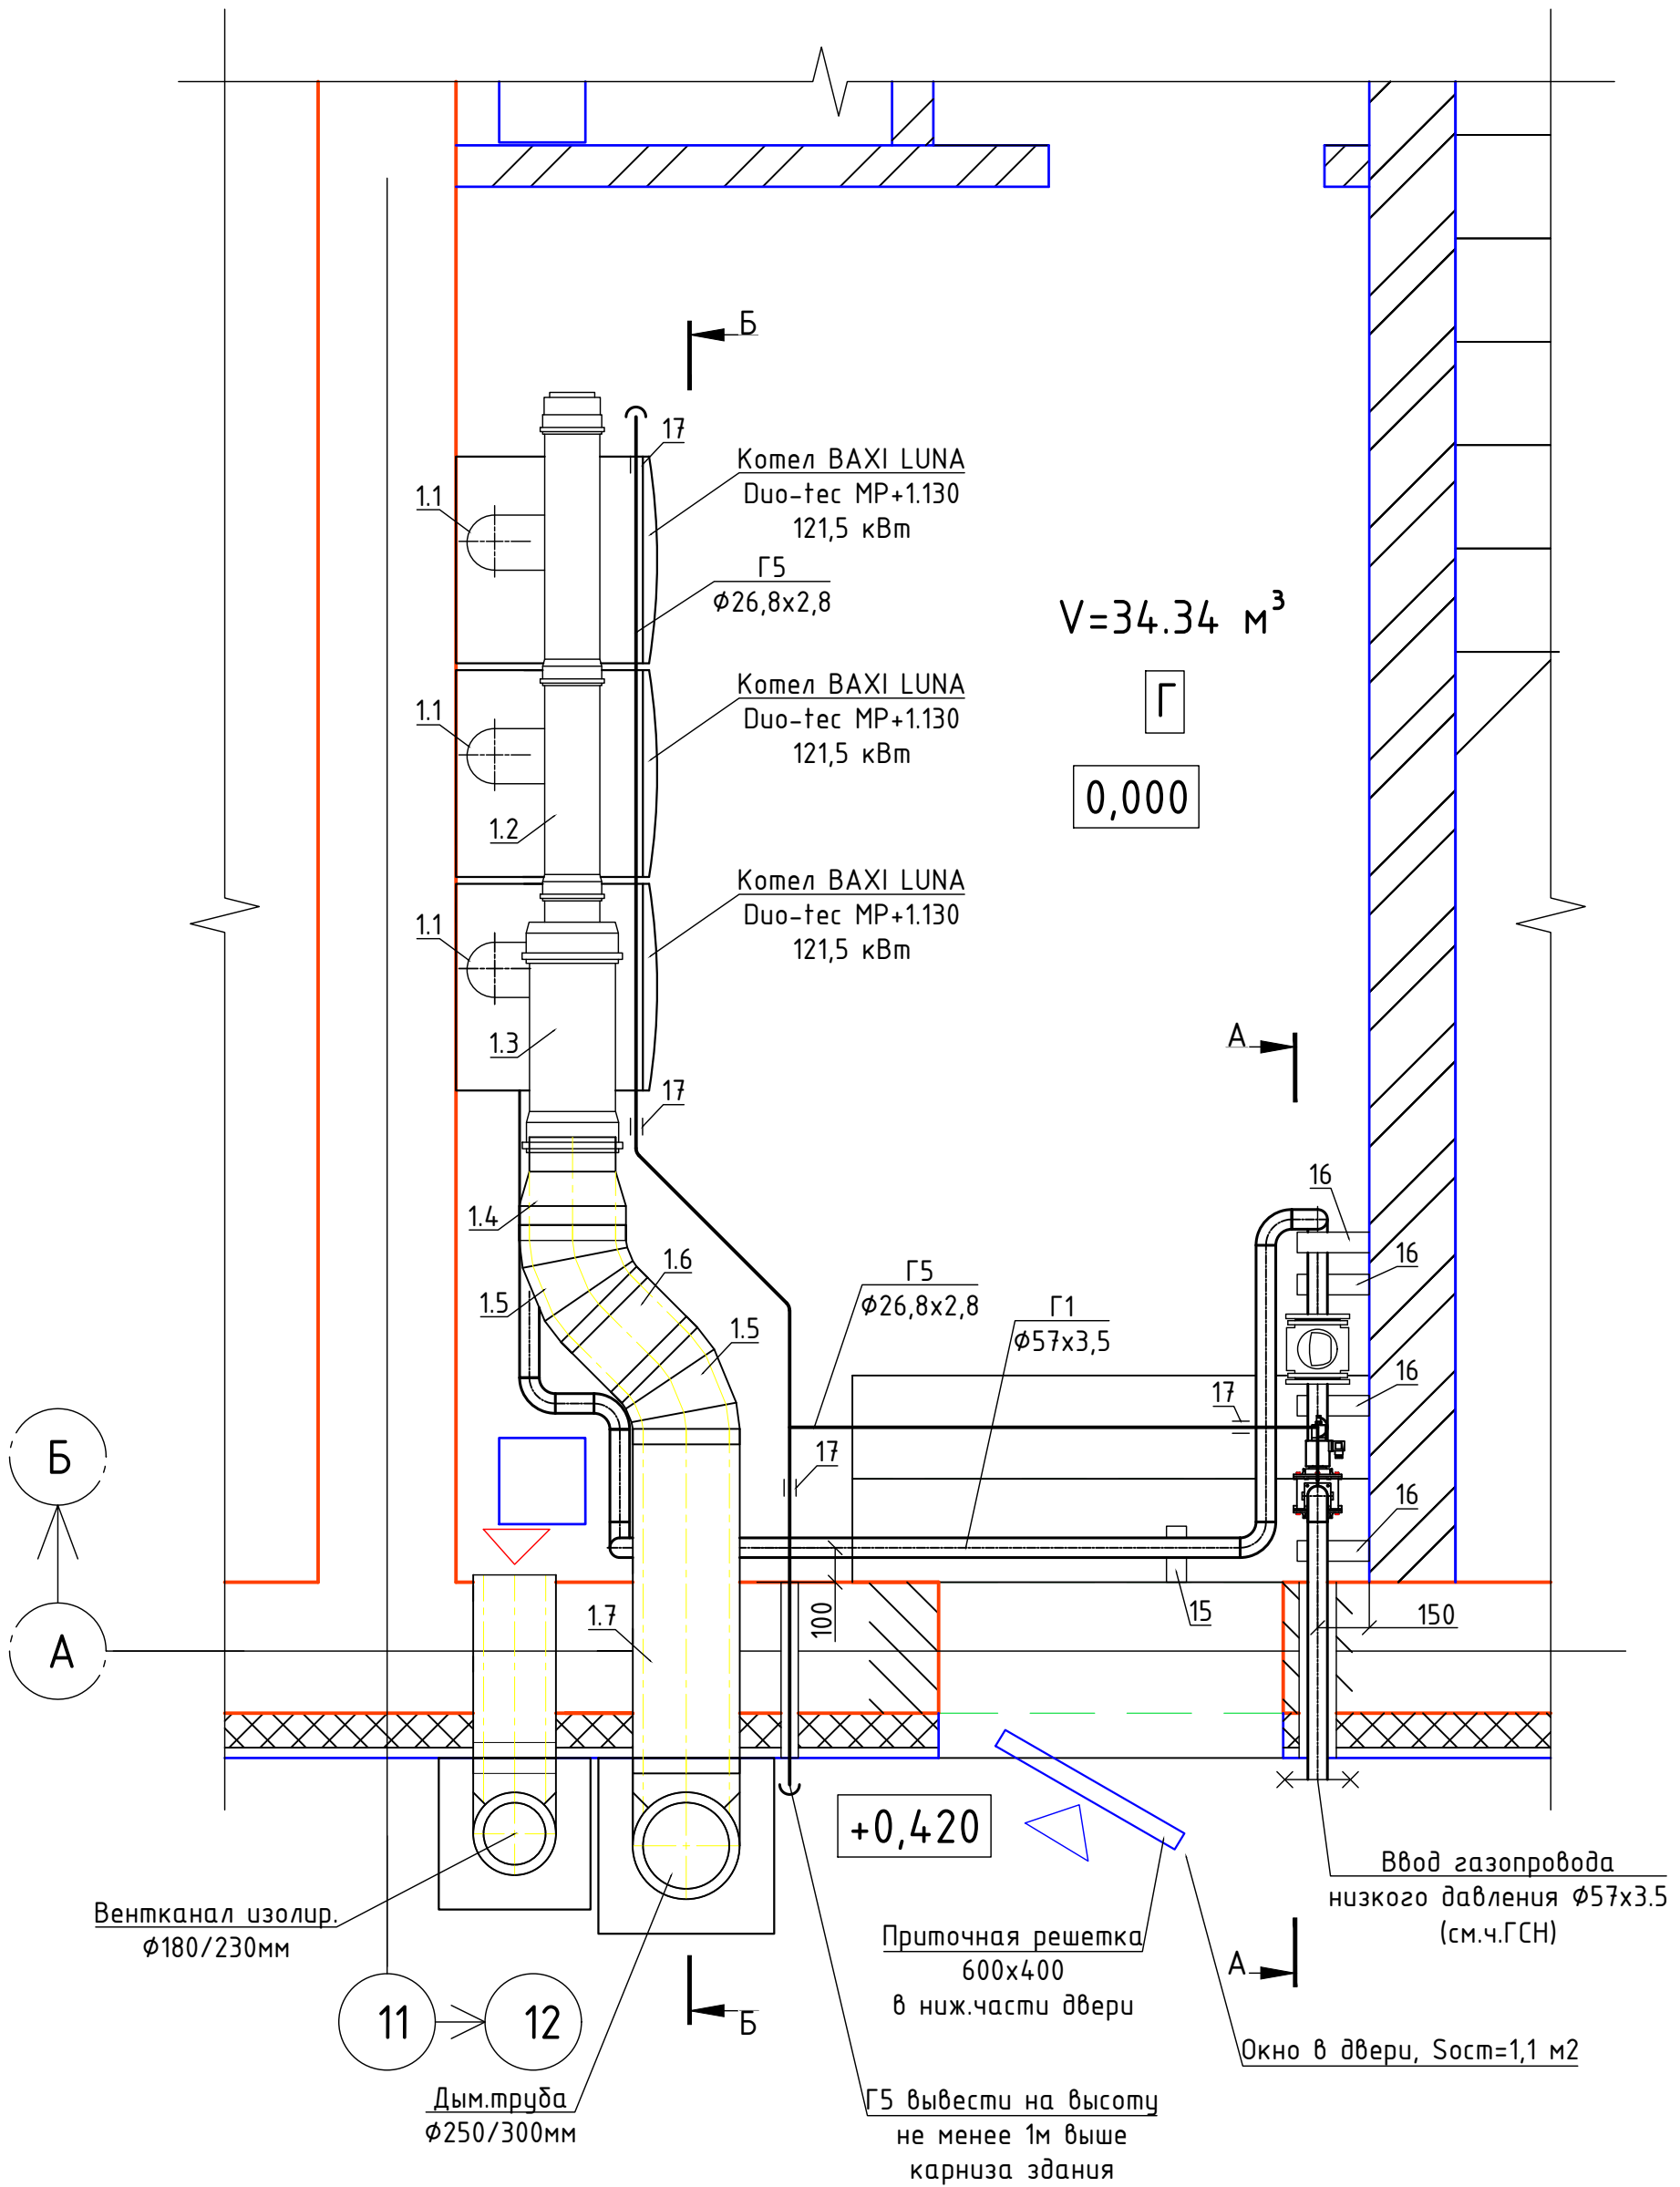 Б
17
Котел BAXI LUNA
Duo-tec MP+1.130
121,5 кВт
1.1
Г5
Ф26,8х2,8
V=34.34 м³
Г
Котел BAXI LUNA
Duo-tec MP+1.130
121,5 кВт
1.1
0,000
1.2
Котел BAXI LUNA
Duo-tec MP+1.130
121,5 кВт
1.1
1.3
А
17
16
1.4
1.6
16
Г5
Ф26,8х2,8
1.5
Г1
Ф57х3,5
1.5
16
17
Б
17
16
1.7
100
15
150
А
+0,420
Ввод газопровода
низкого давления Ф57х3.5
(см.ч.ГСН)
Вентканал изолир.
Ф180/230мм
Приточная решетка
600х400
в ниж.части двери
А
11
12
Б
Окно в двери, Sост=1,1 м2
Дым.труба
Ф250/300мм
Г5 вывести на высоту
не менее 1м выше
карниза здания